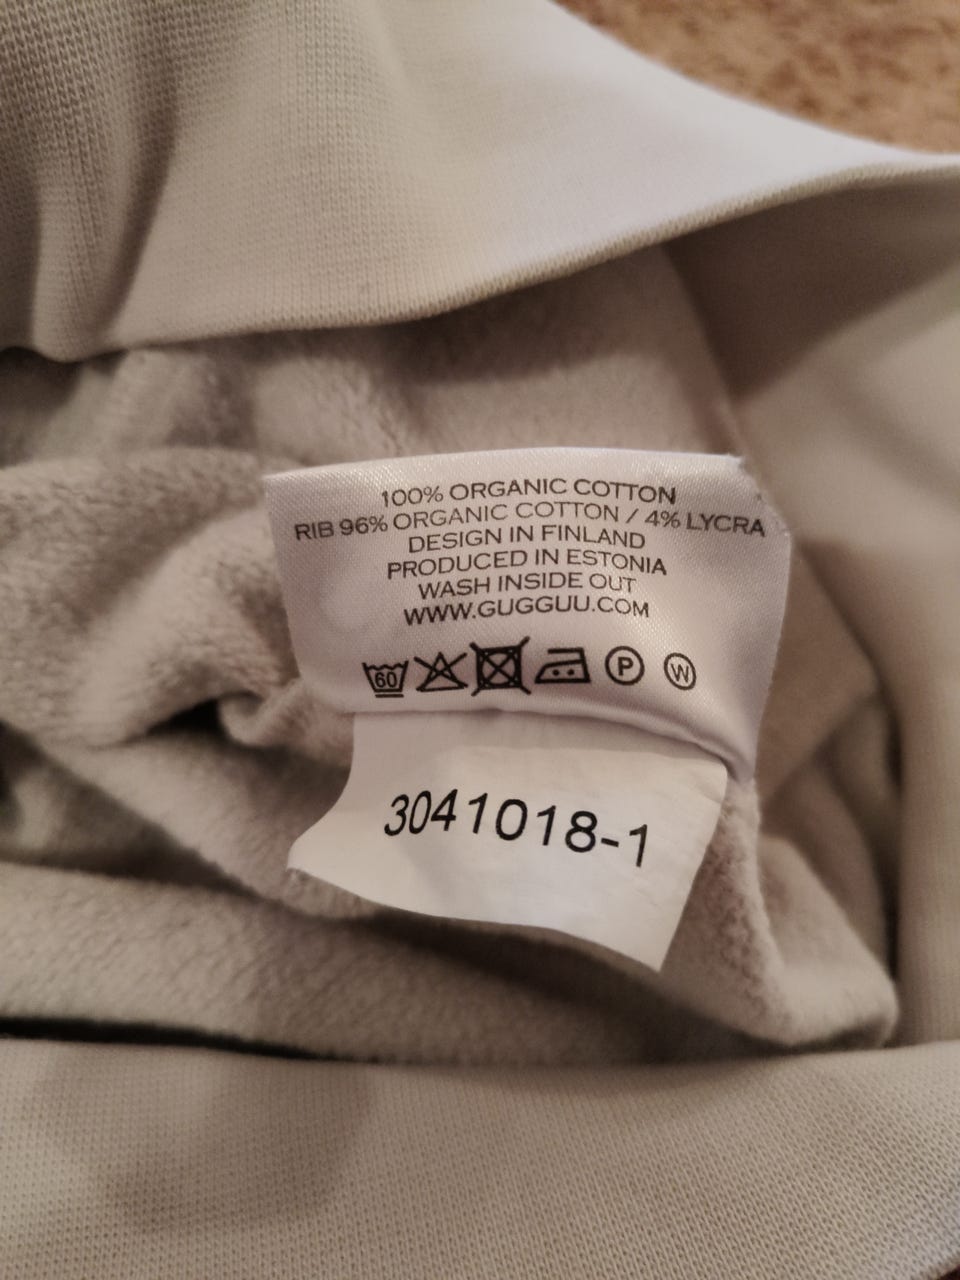 100% ORGANIC COTTON
RIB 96% ORGANIC COTTON / 4% LYCRA
DESIGN IN FINLAND
PRODUCED IN ESTONIA
WASH INSIDE OUT
WWW.GUGGUU.COM
60 P W
3041018-1